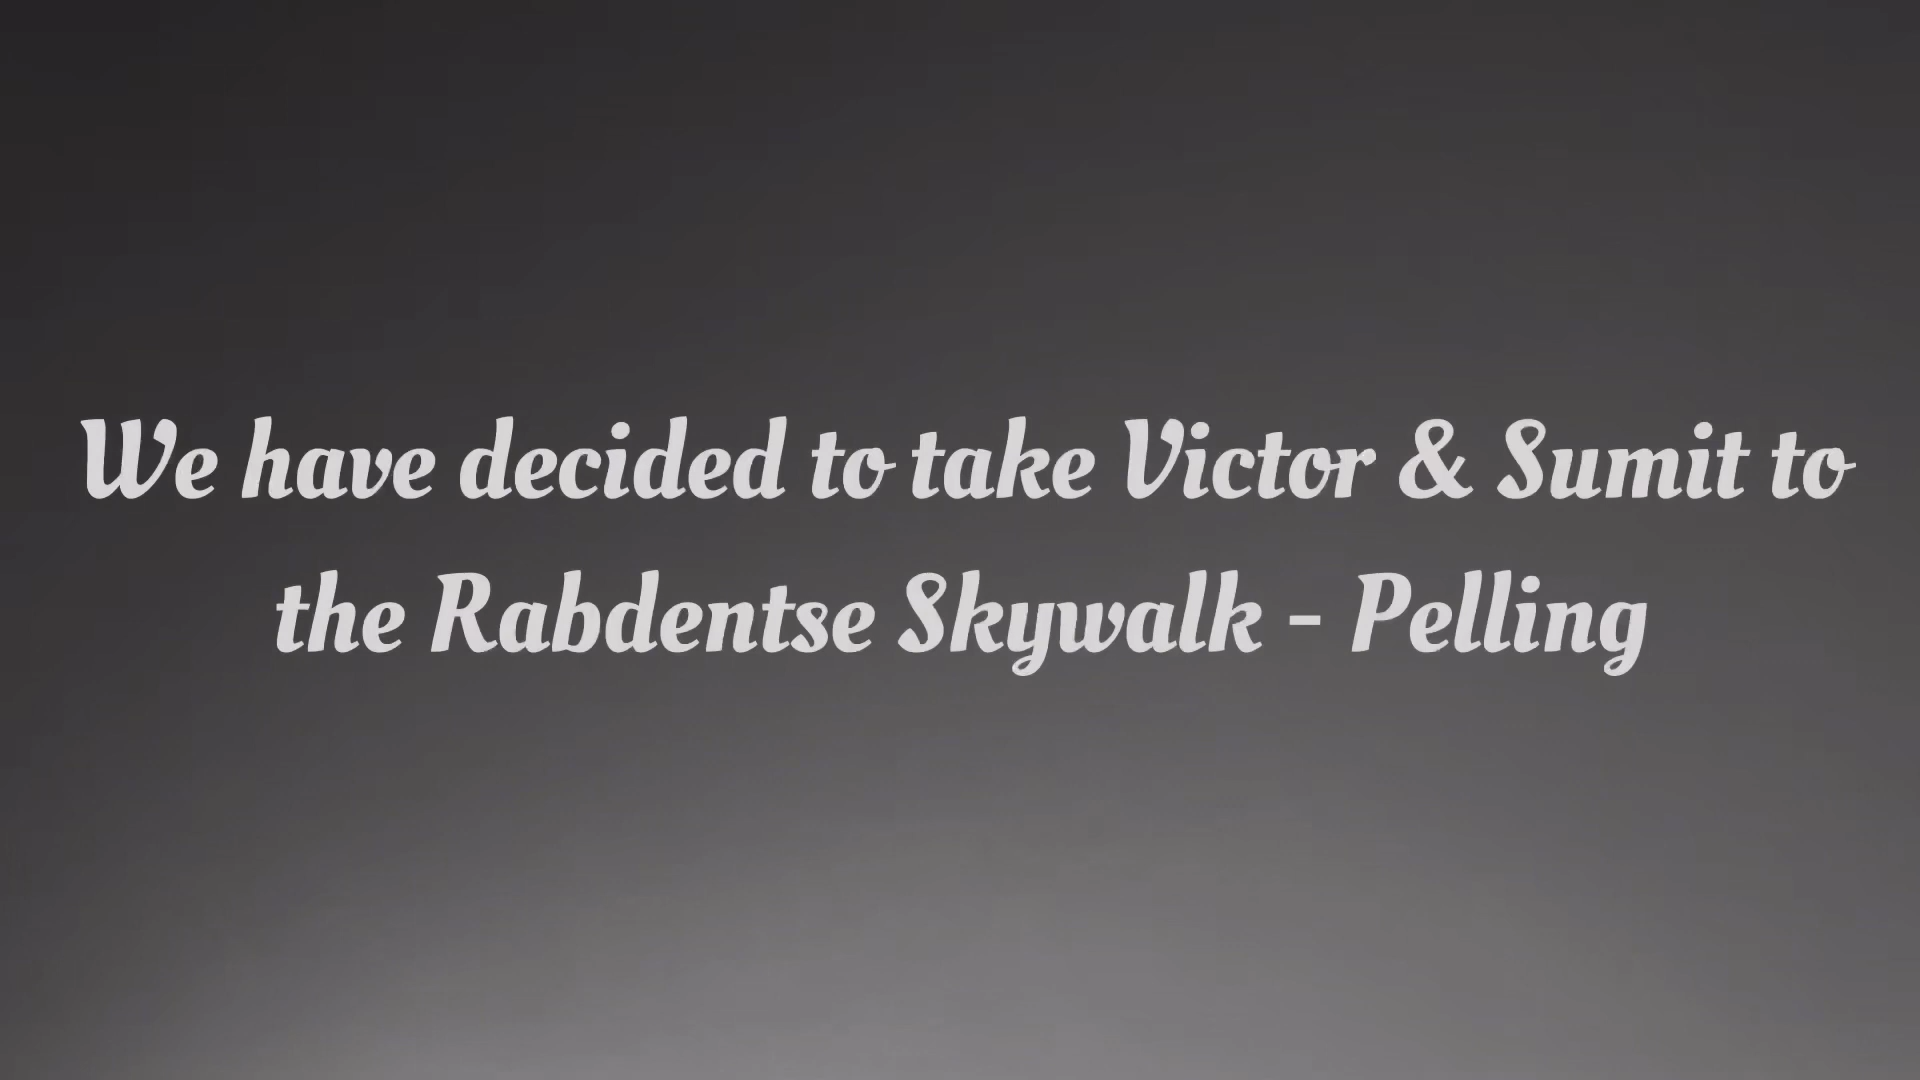 We have decided to take Victor & Sumit to
the Rabdentse Skywalk - Pelling